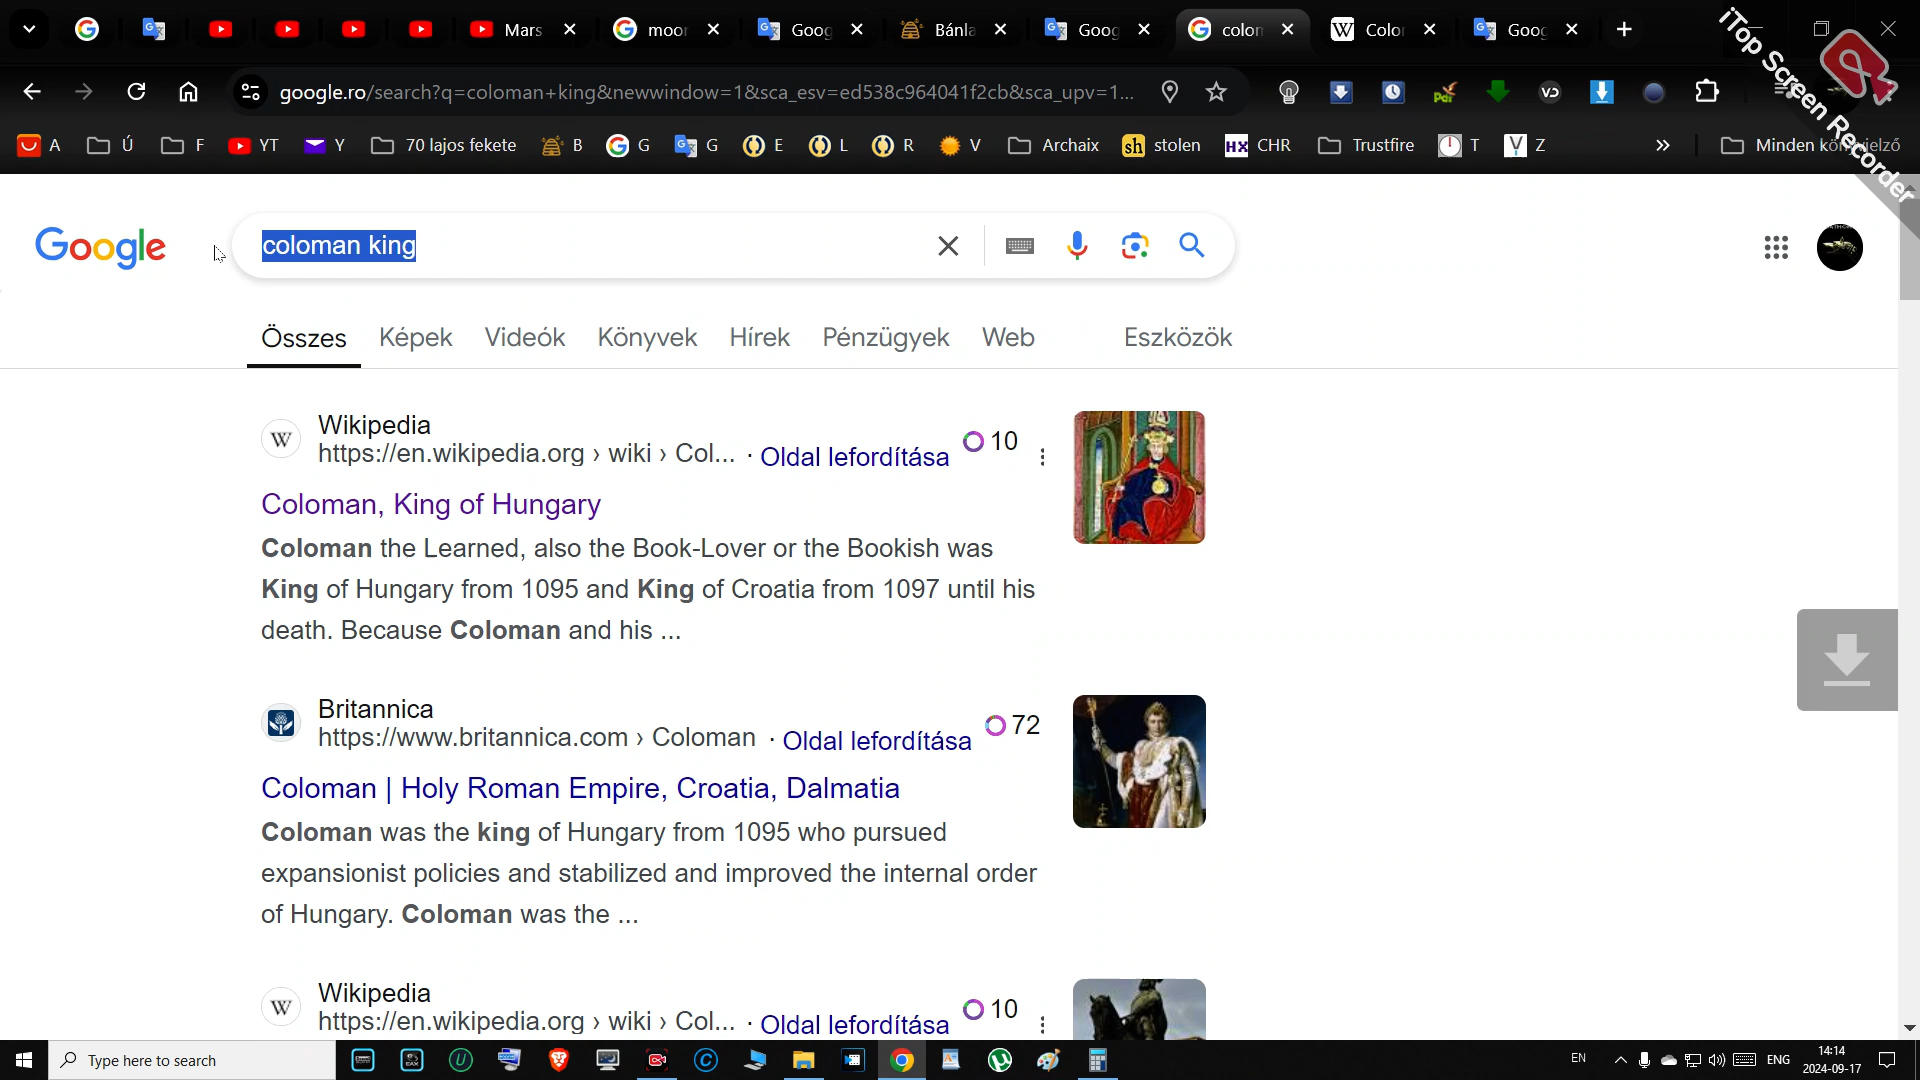 Mars
moor
Goog
Bánla
Goog
colom
Color
Goog
google.ro/search?q=coloman+king&newwindow=1&sca_esv=ed538c964041f2cb&sca_upv=1...
A Ú F YT Y 70 lajos fekete B G G E L R V Archaix stolen CHR Trustfire T Z
iTop Screen Recorder
Google
coloman king
Összes Képek Videók Könyvek Hírek Pénzügyek Web Eszközök
Wikipedia
https://en.wikipedia.org › wiki › Col... · Oldal lefordítása 10
Coloman, King of Hungary
Coloman the Learned, also the Book-Lover or the Bookish was
King of Hungary from 1095 and King of Croatia from 1097 until his
death. Because Coloman and his ...
Britannica
https://www.britannica.com › Coloman · Oldal lefordítása 72
Coloman | Holy Roman Empire, Croatia, Dalmatia
Coloman was the king of Hungary from 1095 who pursued
expansionist policies and stabilized and improved the internal order
of Hungary. Coloman was the ...
Wikipedia
https://en.wikipedia.org › wiki › Col... · Oldal lefordítása 10
Type here to search
EN
ENG
14:14
2024-09-17